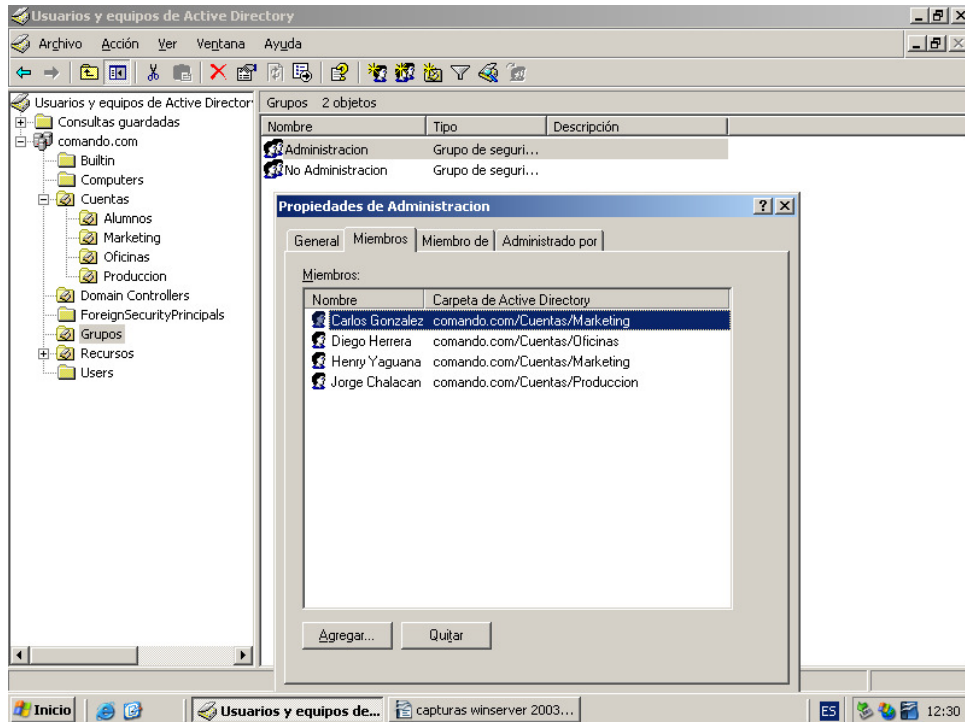 Usuarios y equipos de Active Directory
Archivo Acción Ver Ventana Ayuda
Usuarios y equipos de Active Director
Consultas guardadas
comando.com
Builtin
Computers
Cuentas
Alumnos
Marketing
Oficinas
Produccion
Domain Controllers
ForeignSecurityPrincipals
Grupos
Recursos
Users
Grupos 2 objetos
Nombre Tipo Descripción
Administracion Grupo de seguri...
No Administracion Grupo de seguri...
Propiedades de Administracion
General Miembros Miembro de Administrado por
Miembros:
Nombre Carpeta de Active Directory
Carlos Gonzalez comando.com/Cuentas/Marketing
Diego Herrera comando.com/Cuentas/Oficinas
Henry Yaguana comando.com/Cuentas/Marketing
Jorge Chalacan comando.com/Cuentas/Produccion
Agregar... Quitar
Inicio Usuarios y equipos de... capturas winserver 2003... ES 12:30